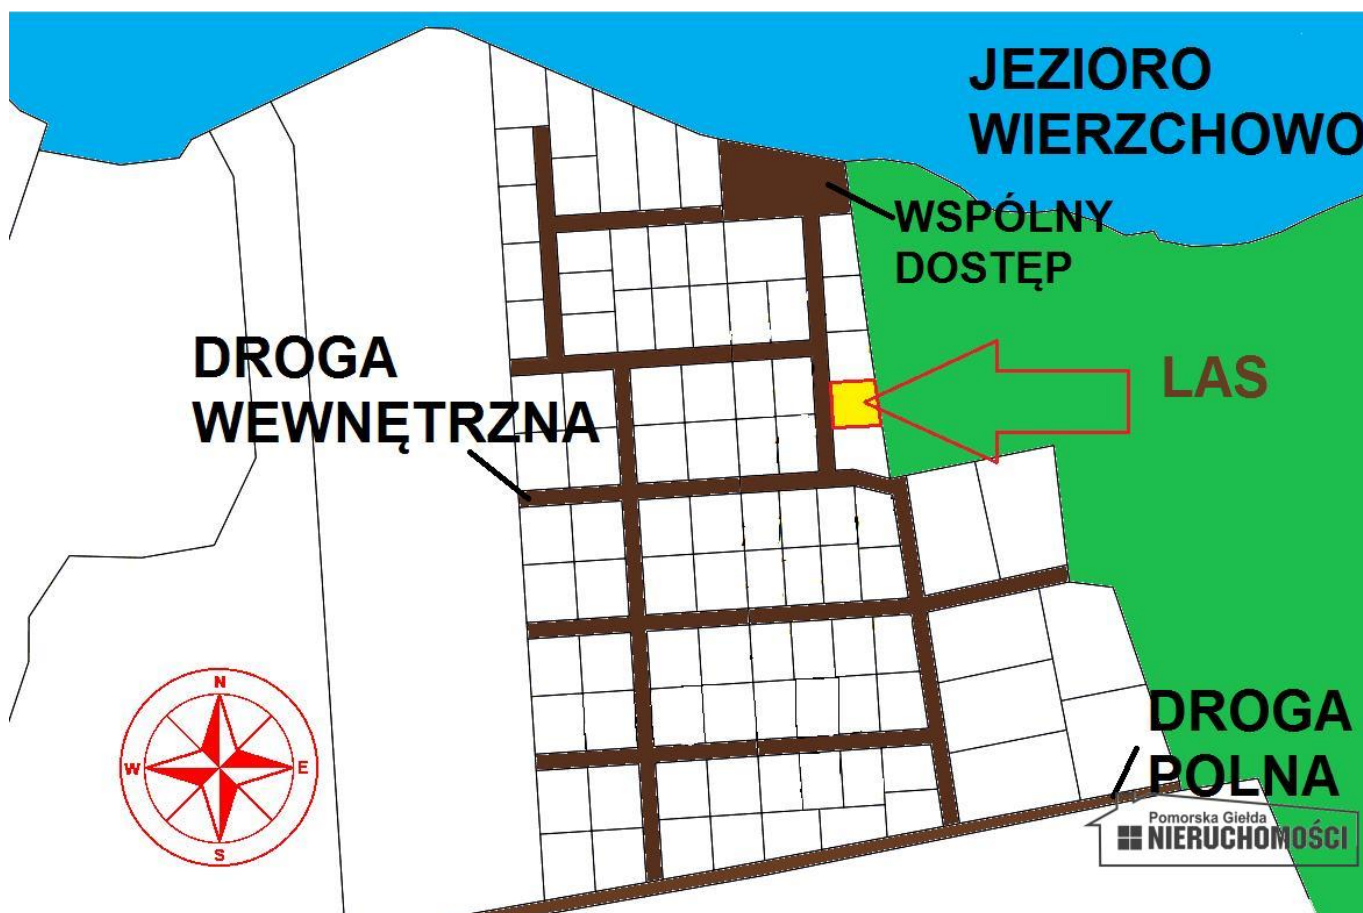 JEZIORO
WIERZCHOWO
WSPÓLNY
DOSTĘP
DROGA
WEWNĘTRZNA
LAS
N
W
E
S
DROGA
POLNA
Pomorska Giełda
NIERUCHOMOŚCI